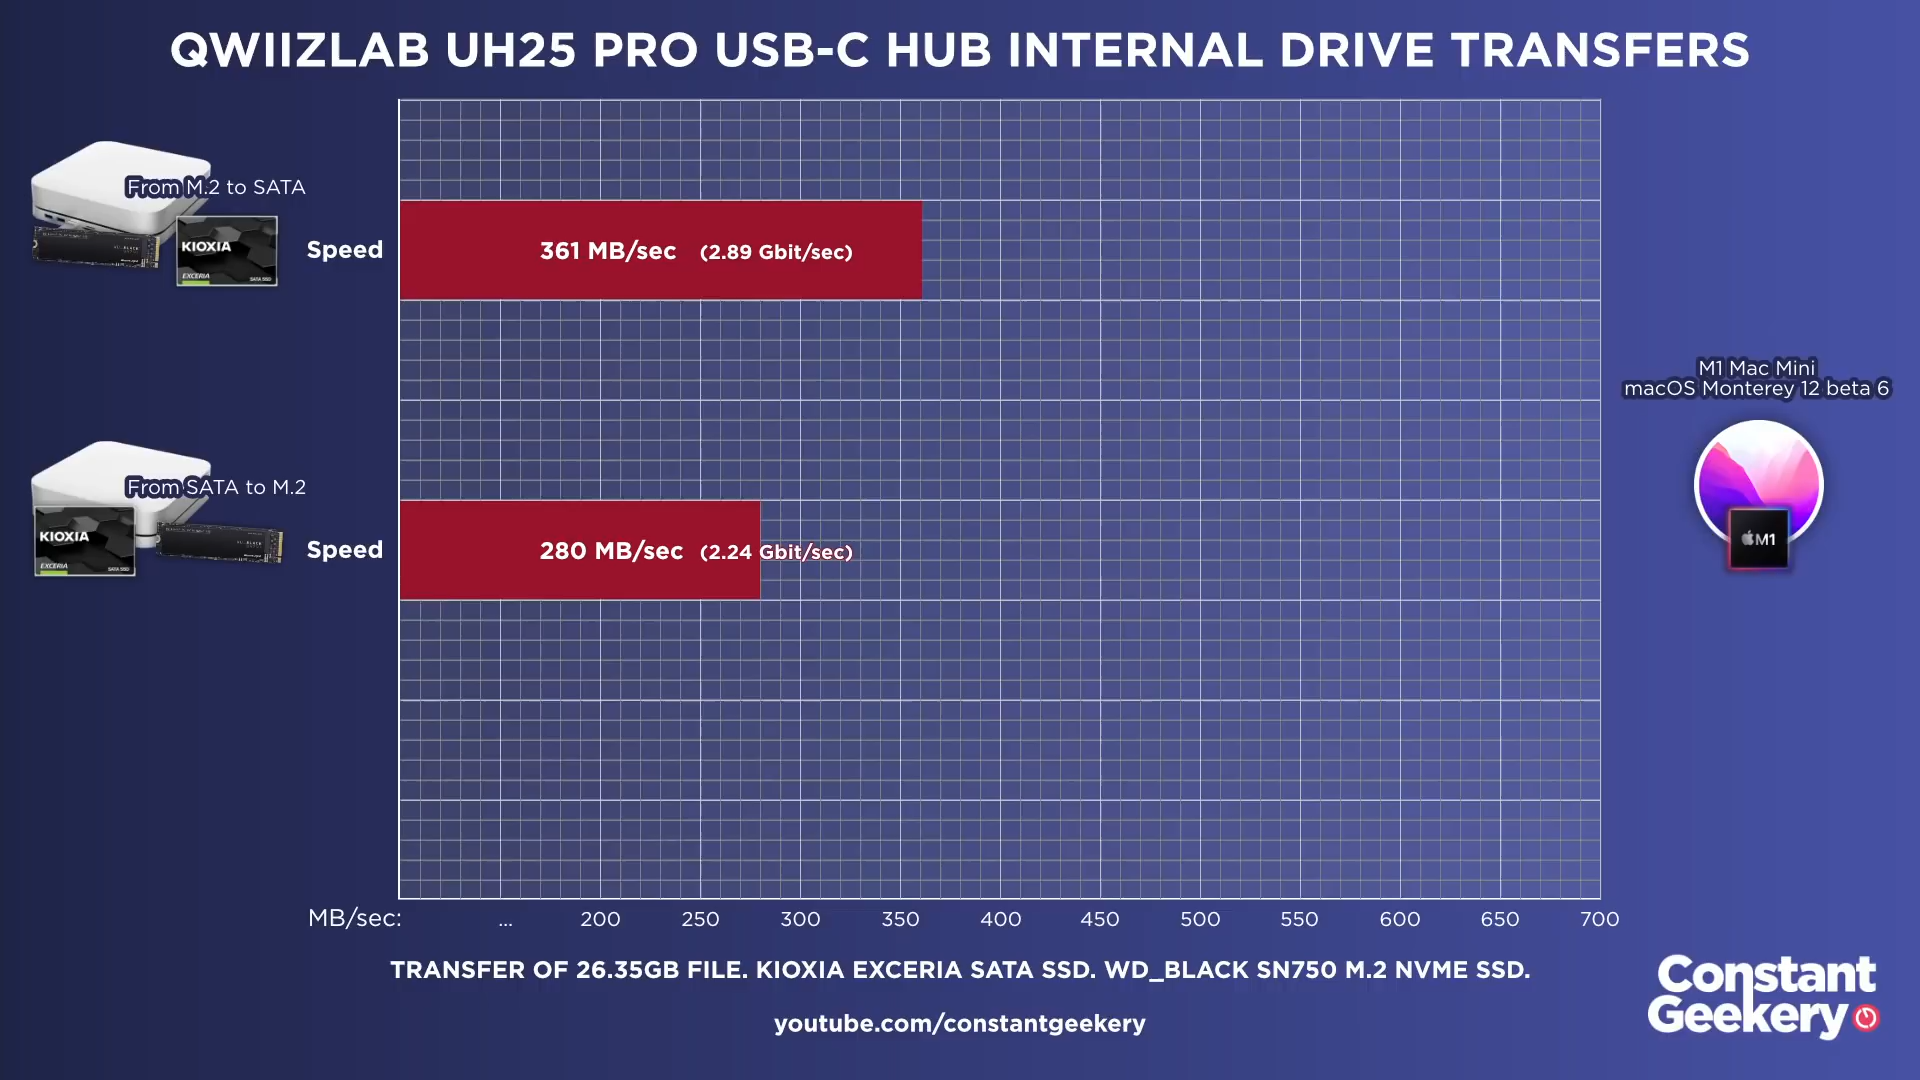 QWIIZLAB UH25 PRO USB-C HUB INTERNAL DRIVE TRANSFERS
From M.2 to SATA
KIOXIA
EXCERIA
SATA SSD
Speed
361 MB/sec (2.89 Gbit/sec)
M1 Mac Mini
macOS Monterey 12 beta 6
M1
From SATA to M.2
KIOXIA
EXCERIA
SATA SSD
Speed
280 MB/sec (2.24 Gbit/sec)
MB/sec: ... 200 250 300 350 400 450 500 550 600 650 700
TRANSFER OF 26.35GB FILE. KIOXIA EXCERIA SATA SSD. WD_BLACK SN750 M.2 NVME SSD.
youtube.com/constantgeekery
Constant
Geekery